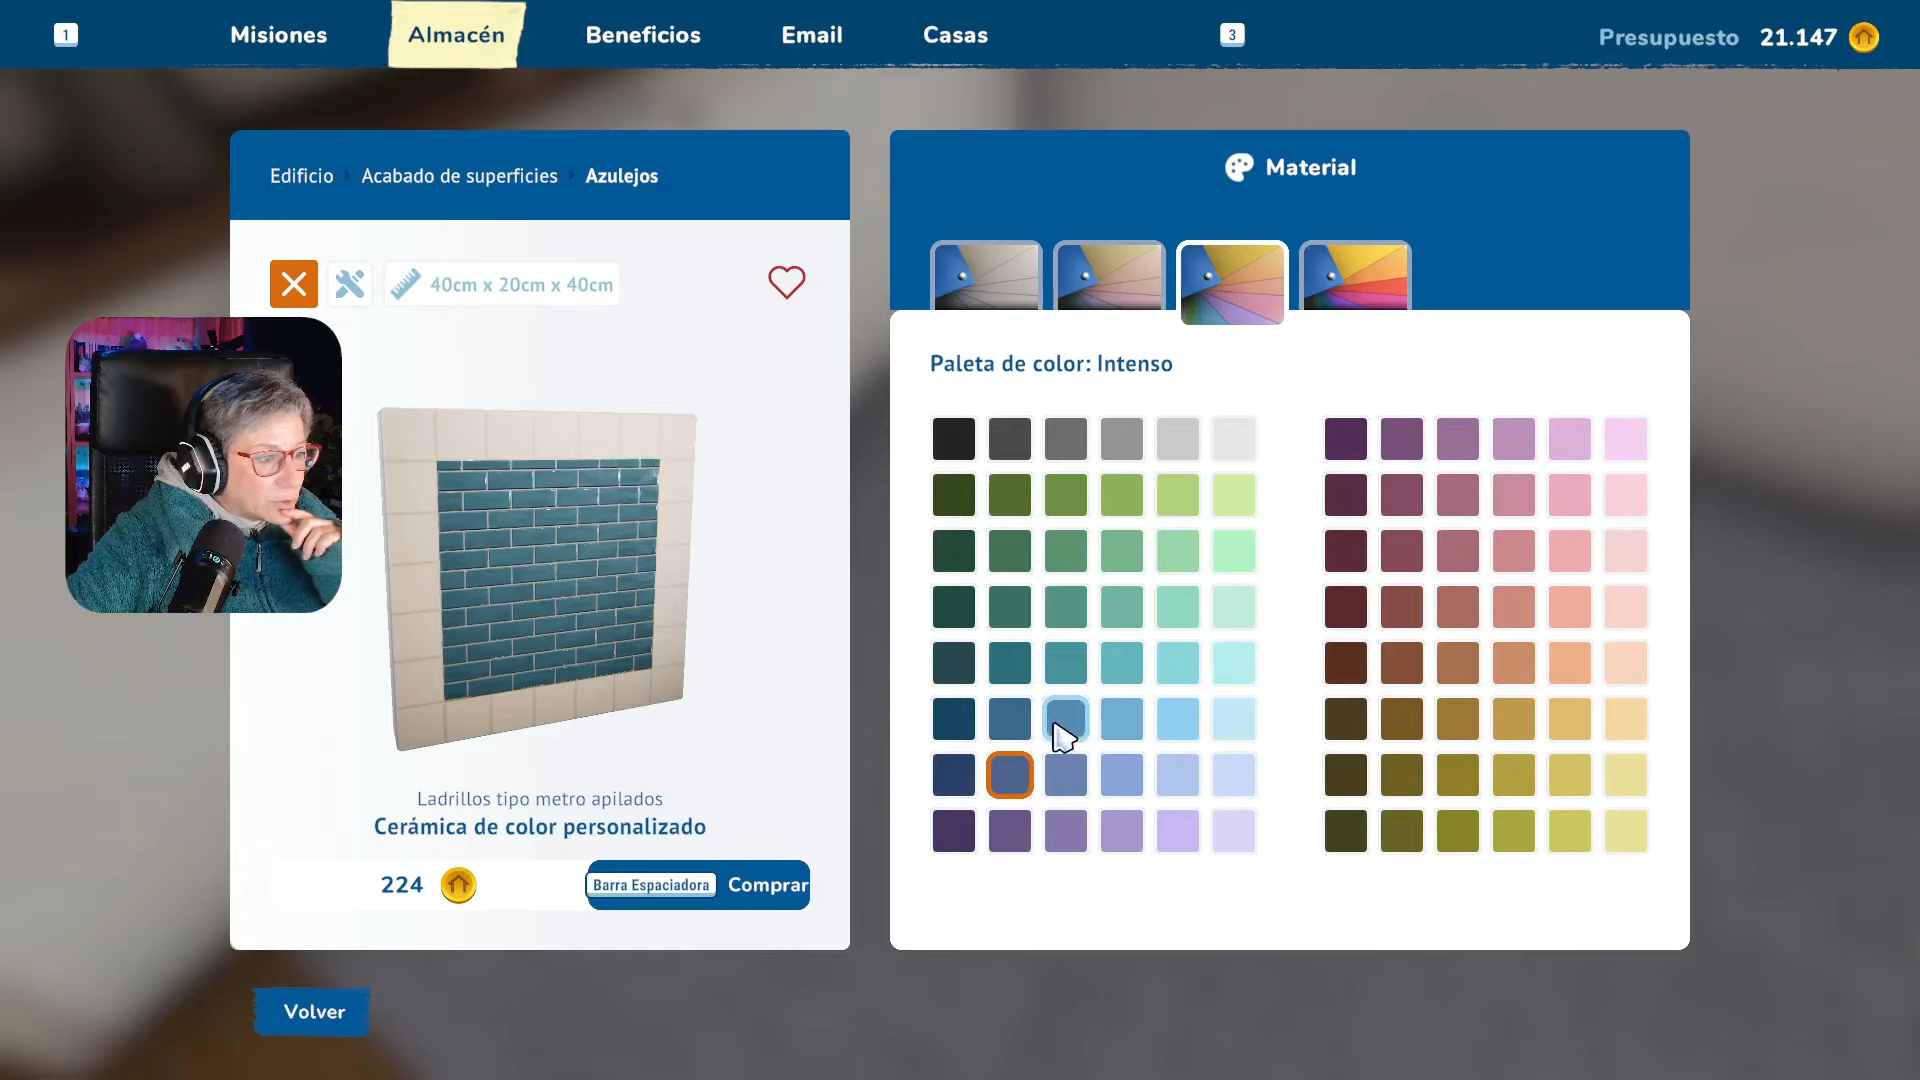 1
Misiones
Almacén
Beneficios
Email
Casas
3
Presupuesto 21.147
Edificio Acabado de superficies Azulejos
40cm x 20cm x 40cm
Material
Paleta de color: Intenso
Ladrillos tipo metro apilados
Cerámica de color personalizado
224
Barra Espaciadora Comprar
Volver